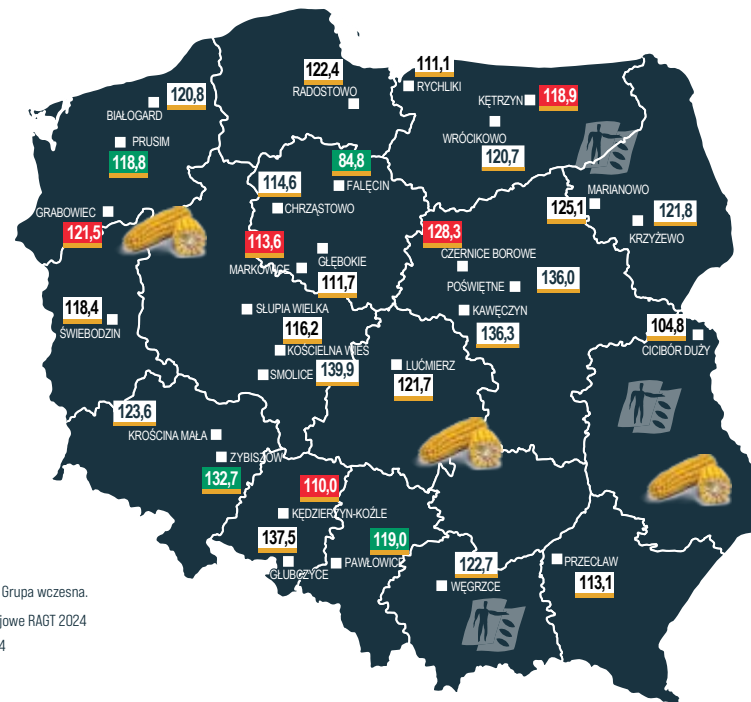 111,1
RYCHLIKI
122,4
RADOSTOWO
120,8
BIAŁOGARD
KĘTRZYN
118,9
PRUSIM
118,8
WRÓCIKOWO
120,7
84,8
FALĘCIN
114,6
CHRZĄSTOWO
MARIANOWO
125,1
121,8
KRZYŻEWO
GRABOWIEC
121,5
113,6
MARKOWICE
GŁĘBOKIE
111,7
128,3
CZERNICE BOROWE
POŚWIĘTNE
136,0
118,4
ŚWIEBODZIN
SŁUPIA WIELKA
116,2
KOŚCIELNA WIEŚ
KAWĘCZYN
136,3
104,8
CICIBÓR DUŻY
SMOLICE
139,9
LUĆMIERZ
121,7
123,6
KROŚCINA MAŁA
ZYBISZÓW
132,7
110,0
KĘDZIERZYN-KOŹLE
137,5
GŁUBCZYCE
119,0
PAWŁOWICE
122,7
WĘGRZCE
PRZECŁAW
113,1
Grupa wczesna.
jowe RAGT 2024
4